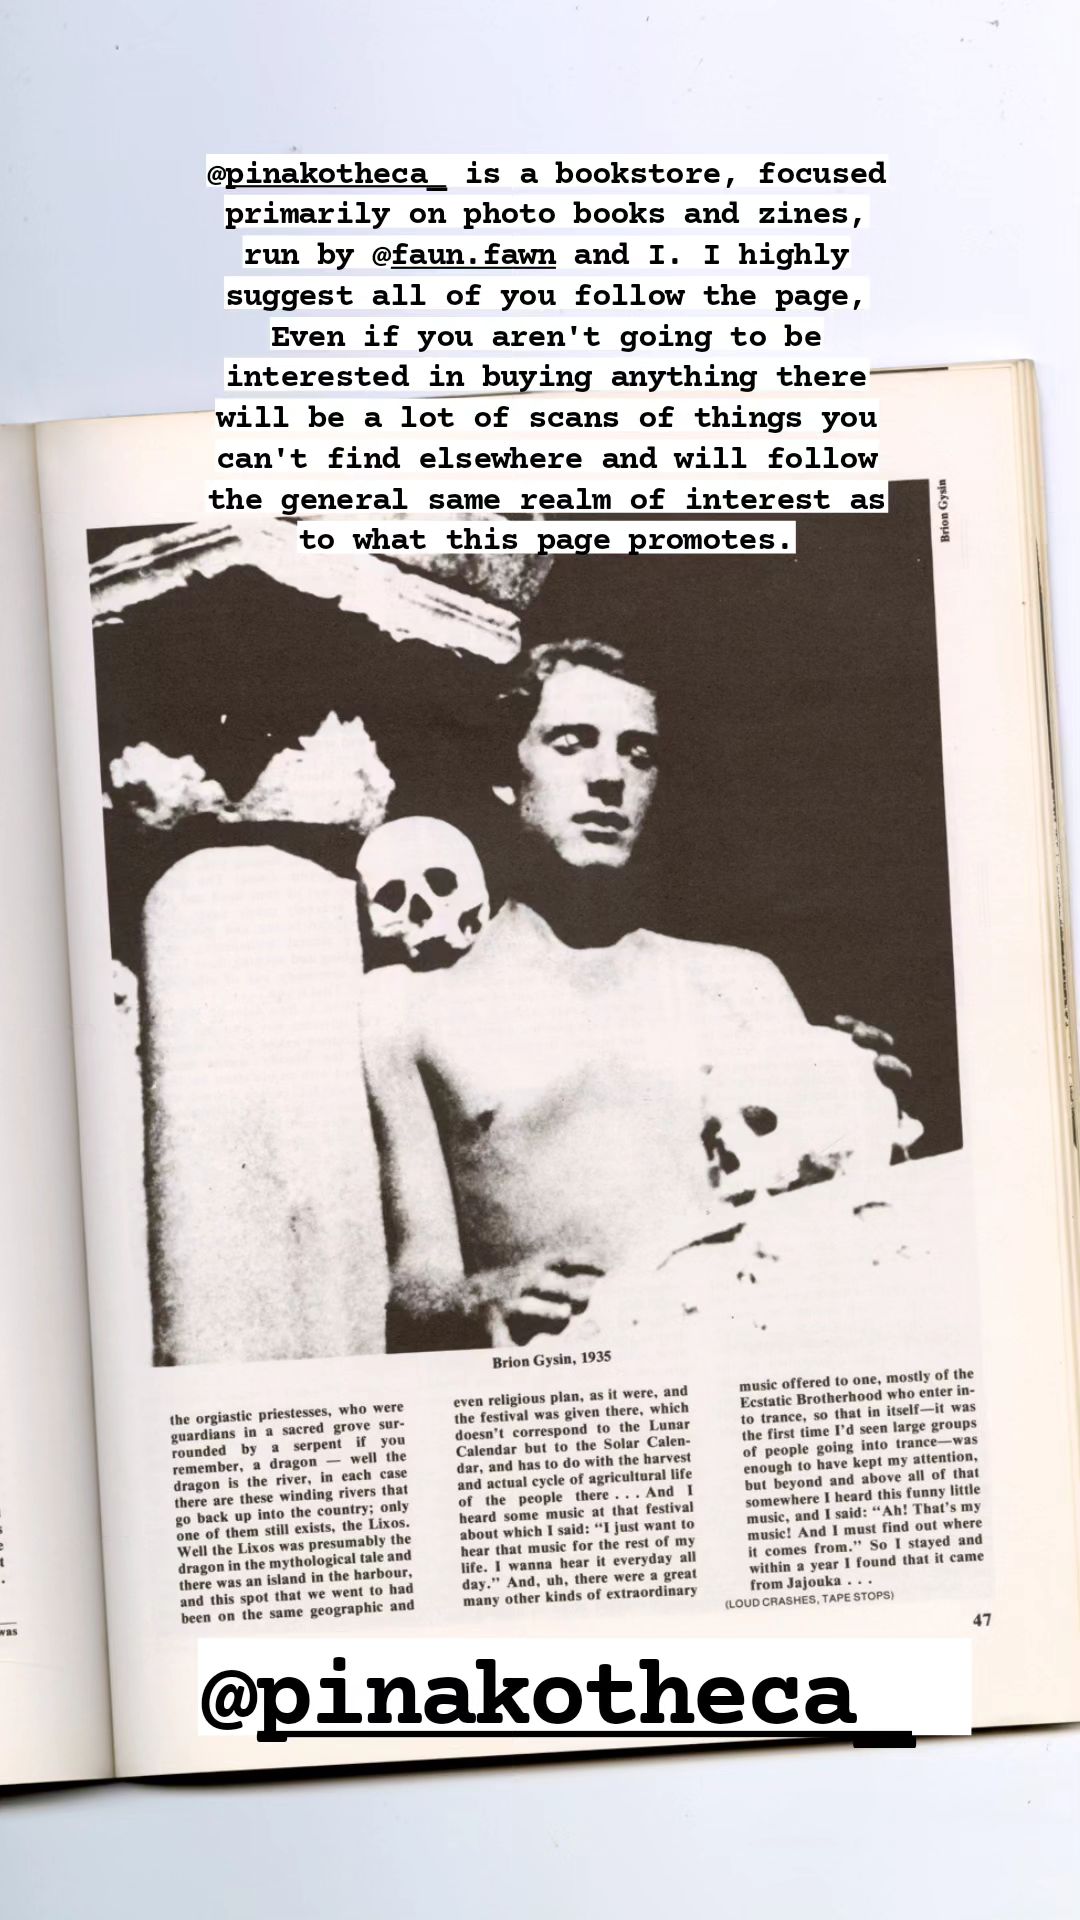 @pinakotheca_ is a bookstore, focused
primarily on photo books and zines,
run by @faun.fawn and I. I highly
suggest all of you follow the page,
Even if you aren't going to be
interested in buying anything there
will be a lot of scans of things you
can't find elsewhere and will follow
the general same realm of interest as
to what this page promotes.
Brion Gysin
Brion Gysin, 1935
the orgiastic priestesses, who were
guardians in a sacred grove sur-
rounded by a serpent if you
remember, a dragon — well the
dragon is the river, in each case
there are these winding rivers that
go back up into the country; only
one of them still exists, the Lixos.
Well the Lixos was presumably the
dragon in the mythological tale and
there was an island in the harbour,
and this spot that we went to had
been on the same geographic and
even religious plan, as it were, and
the festival was given there, which
doesn't correspond to the Lunar
Calendar but to the Solar Calen-
dar, and has to do with the harvest
and actual cycle of agricultural life
of the people there . . . And I
heard some music at that festival
about which I said: “I just want to
hear that music for the rest of my
life. I wanna hear it everyday all
day.” And, uh, there were a great
many other kinds of extraordinary
music offered to one, mostly of the
Ecstatic Brotherhood who enter in-
to trance, so that in itself—it was
the first time I'd seen large groups
of people going into trance—was
enough to have kept my attention,
but beyond and above all of that
somewhere I heard this funny little
music, and I said: “Ah! That's my
music! And I must find out where
it comes from.” So I stayed and
within a year I found that it came
from Jajouka . . .
(LOUD CRASHES, TAPE STOPS)
47
was
@pinakotheca_